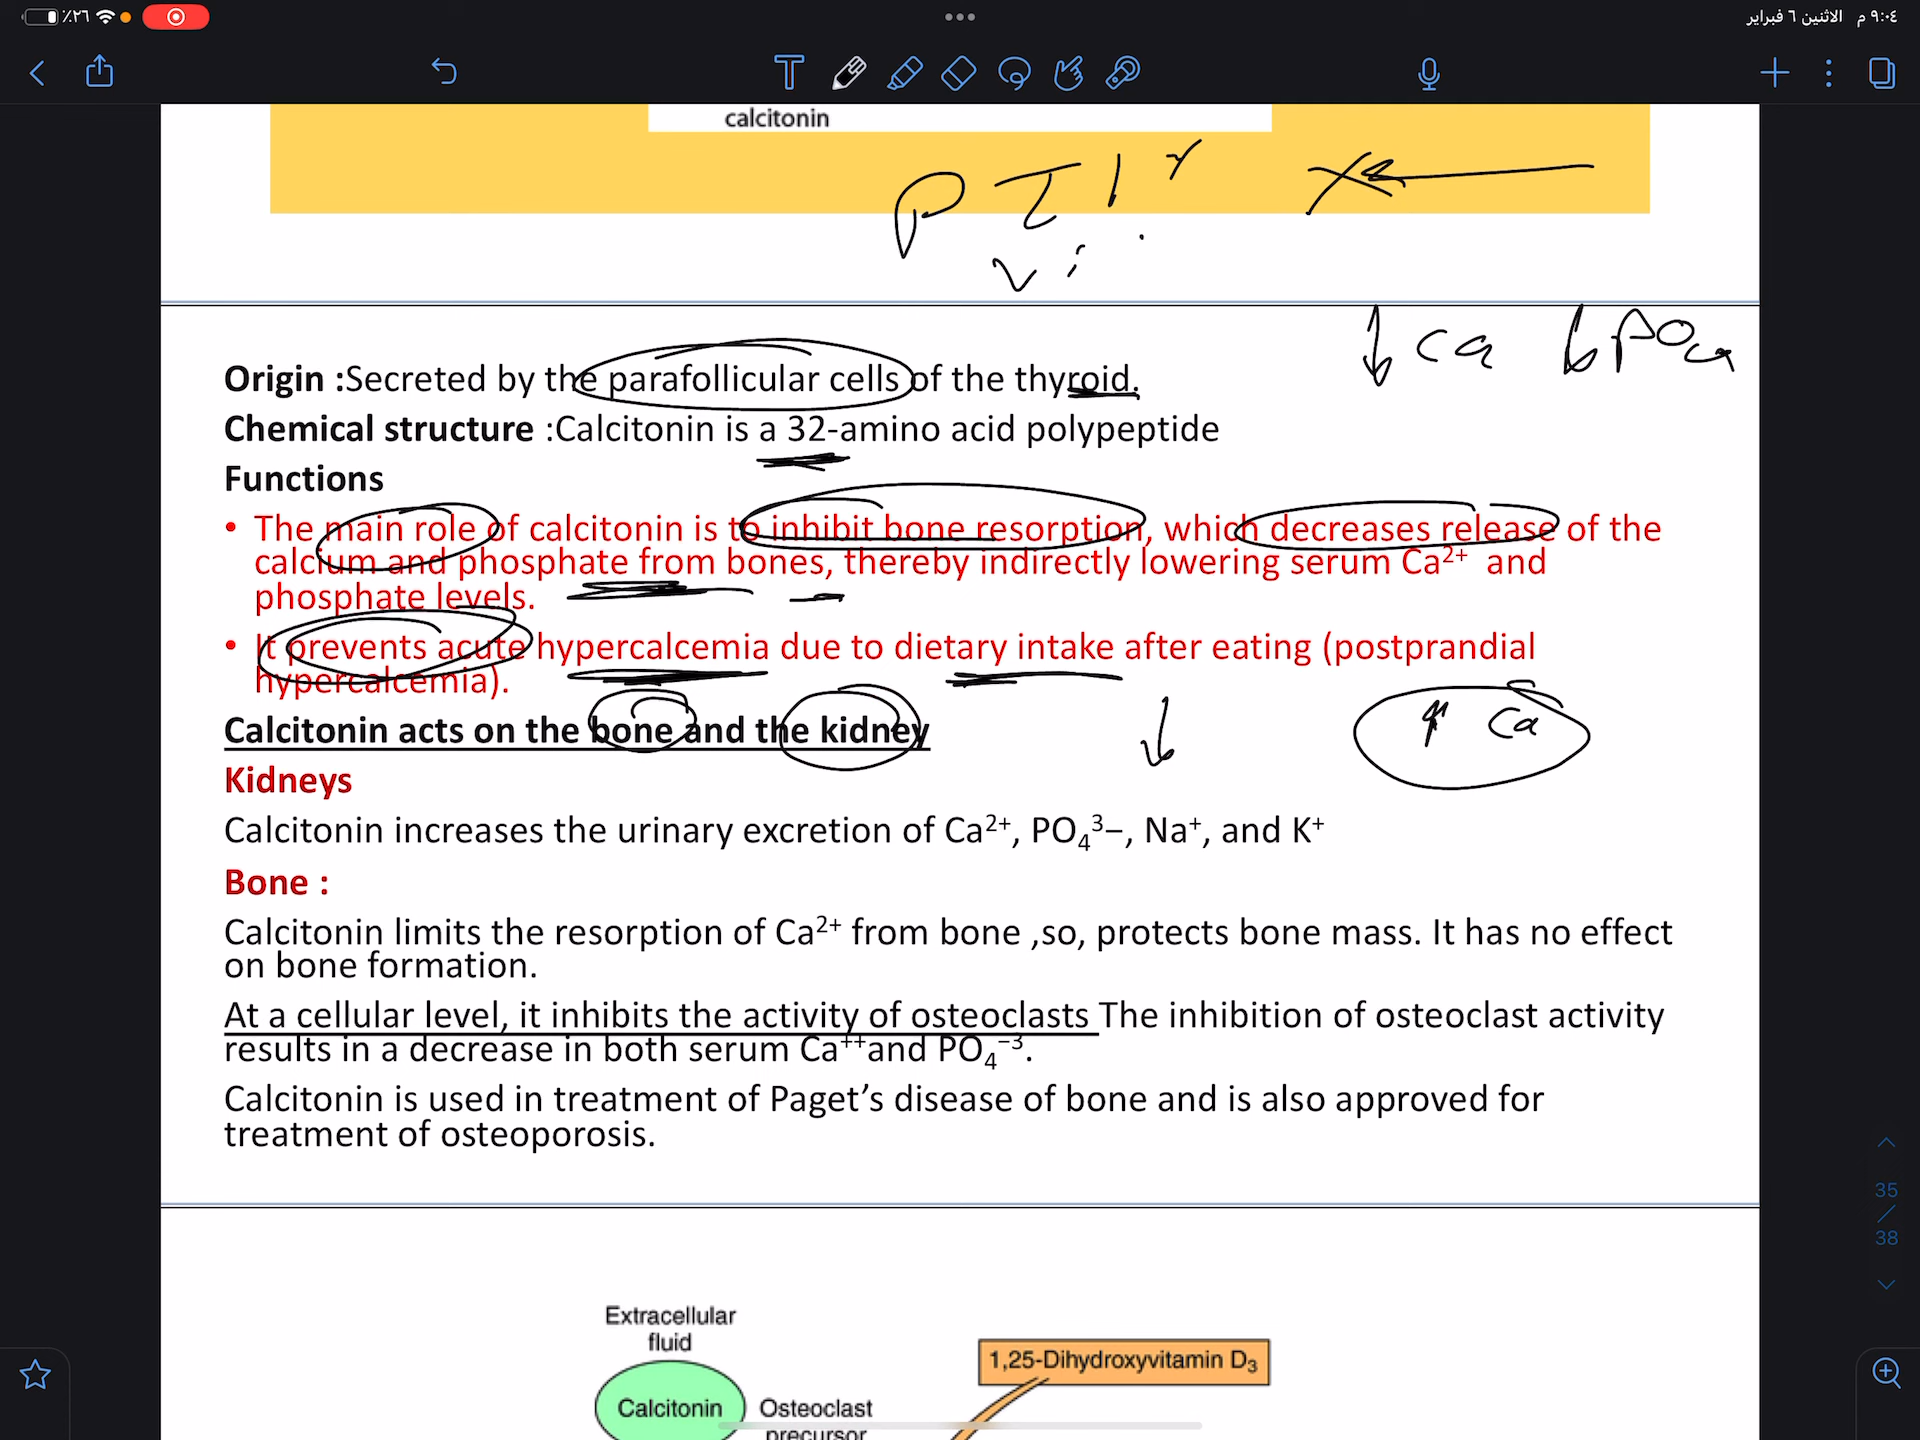 ٪٢٦
٩:٠٤ م الاثنين ٦ فبراير
calcitonin
↓ Ca ↓ PO4
Origin :Secreted by the parafollicular cells of the thyroid.
Chemical structure :Calcitonin is a 32-amino acid polypeptide
Functions
• The main role of calcitonin is to inhibit bone resorption, which decreases release of the
calcium and phosphate from bones, thereby indirectly lowering serum Ca²⁺ and
phosphate levels.
• It prevents acute hypercalcemia due to dietary intake after eating (postprandial
hypercalcemia).
↓ ↑ Ca
Calcitonin acts on the bone and the kidney
Kidneys
Calcitonin increases the urinary excretion of Ca²⁺, PO₄³−, Na⁺, and K⁺
Bone :
Calcitonin limits the resorption of Ca²⁺ from bone ,so, protects bone mass. It has no effect
on bone formation.
At a cellular level, it inhibits the activity of osteoclasts The inhibition of osteoclast activity
results in a decrease in both serum Ca⁺⁺and PO₄⁻³.
Calcitonin is used in treatment of Paget’s disease of bone and is also approved for
treatment of osteoporosis.
35
/
38
Extracellular
fluid
1,25-Dihydroxyvitamin D₃
Calcitonin
Osteoclast
precursor